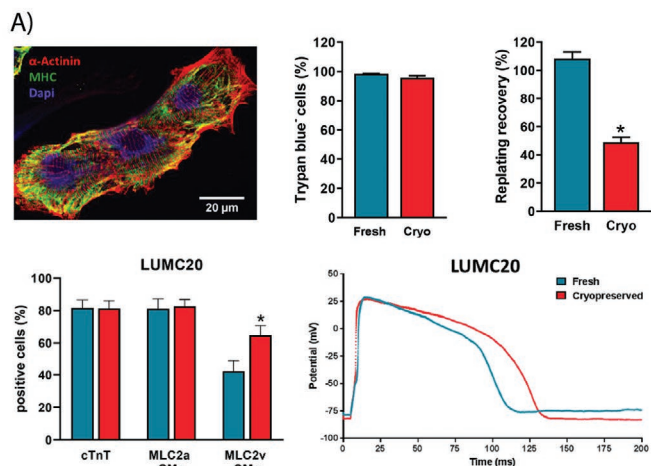 A)
α-Actinin
MHC
Dapi
20 µm
Trypan blue⁻ cells (%)
120
100
80
60
40
20
0
Fresh Cryo
Replating recovery (%)
120
100
80
60
40
20
0
*
Fresh Cryo
LUMC20
positive cells (%)
100
80
60
40
20
0
*
cTnT MLC2a MLC2v
LUMC20
Fresh
Cryopreserved
Potential (mV)
50
25
0
-25
-50
-75
-100
0 25 50 75 100 125 150 175 200
Time (ms)